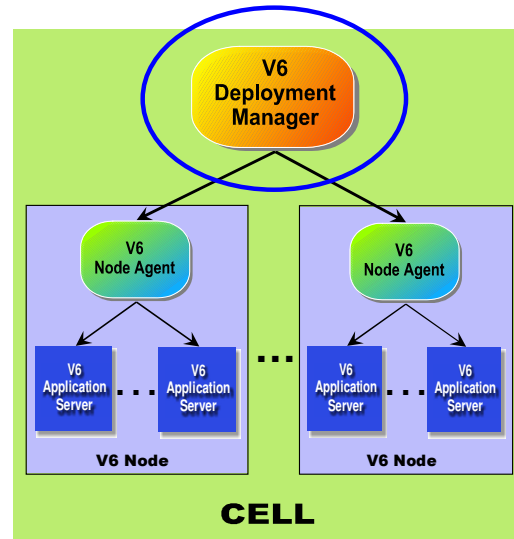 V6
Deployment
Manager
V6
Node Agent
V6
Node Agent
V6
Application
Server
...
V6
Application
Server
...
V6
Application
Server
...
V6
Application
Server
V6 Node
V6 Node
CELL